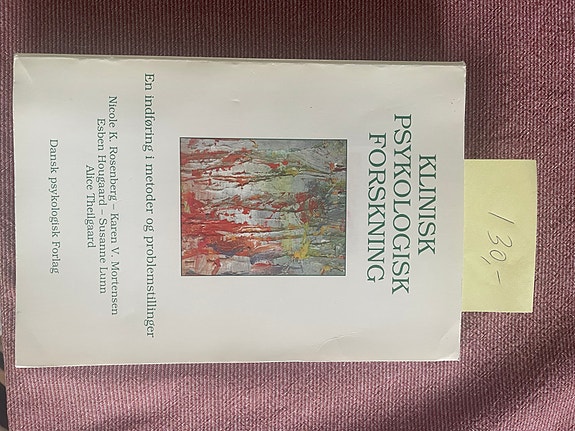 KLINISK
PSYKOLOGISK
FORSKNING
En indføring i metoder og problemstillinger
Nicole K. Rosenberg – Karen V. Mortensen
Esben Hougaard – Susanne Lunn
Alice Theilgaard
Dansk psykologisk Forlag
130,-